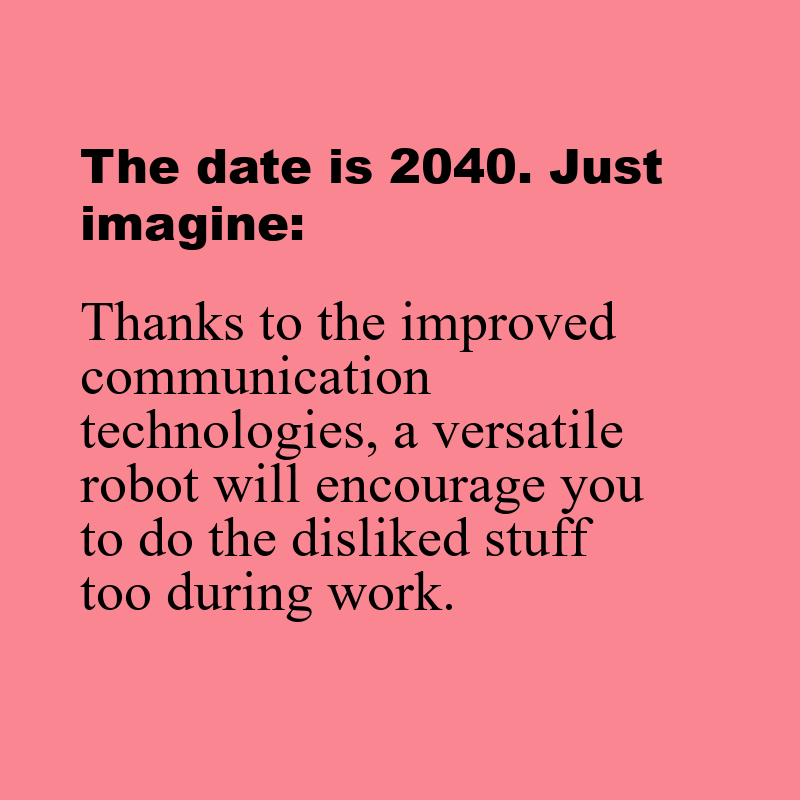 The date is 2040. Just
imagine:
Thanks to the improved
communication
technologies, a versatile
robot will encourage you
to do the disliked stuff
too during work.